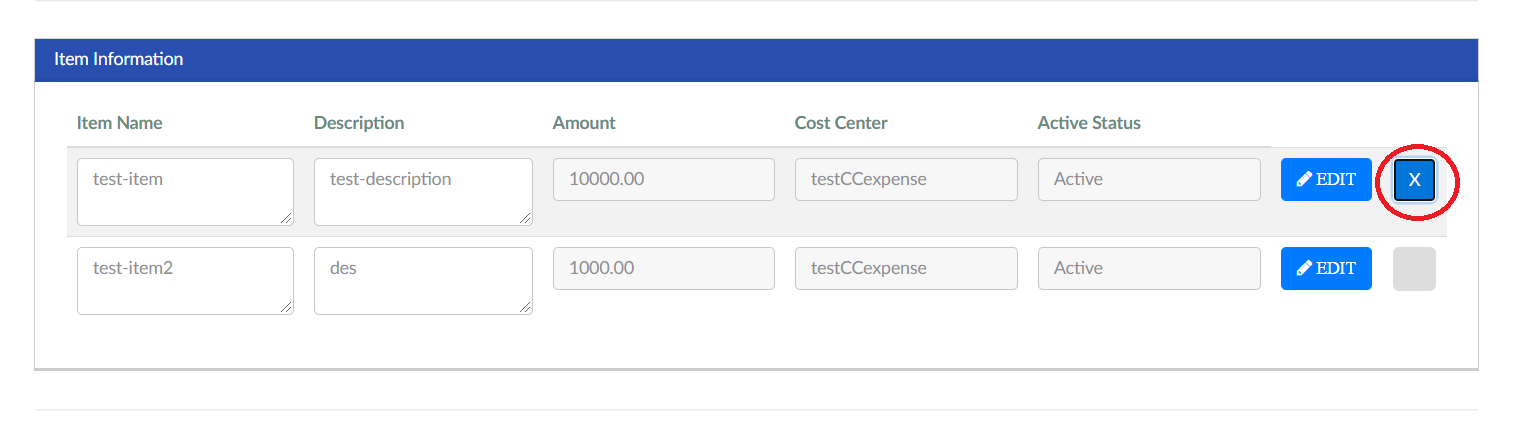 Item Information
Item Name Description Amount Cost Center Active Status
test-item test-description 10000.00 testCCexpense Active EDIT X
test-item2 des 1000.00 testCCexpense Active EDIT